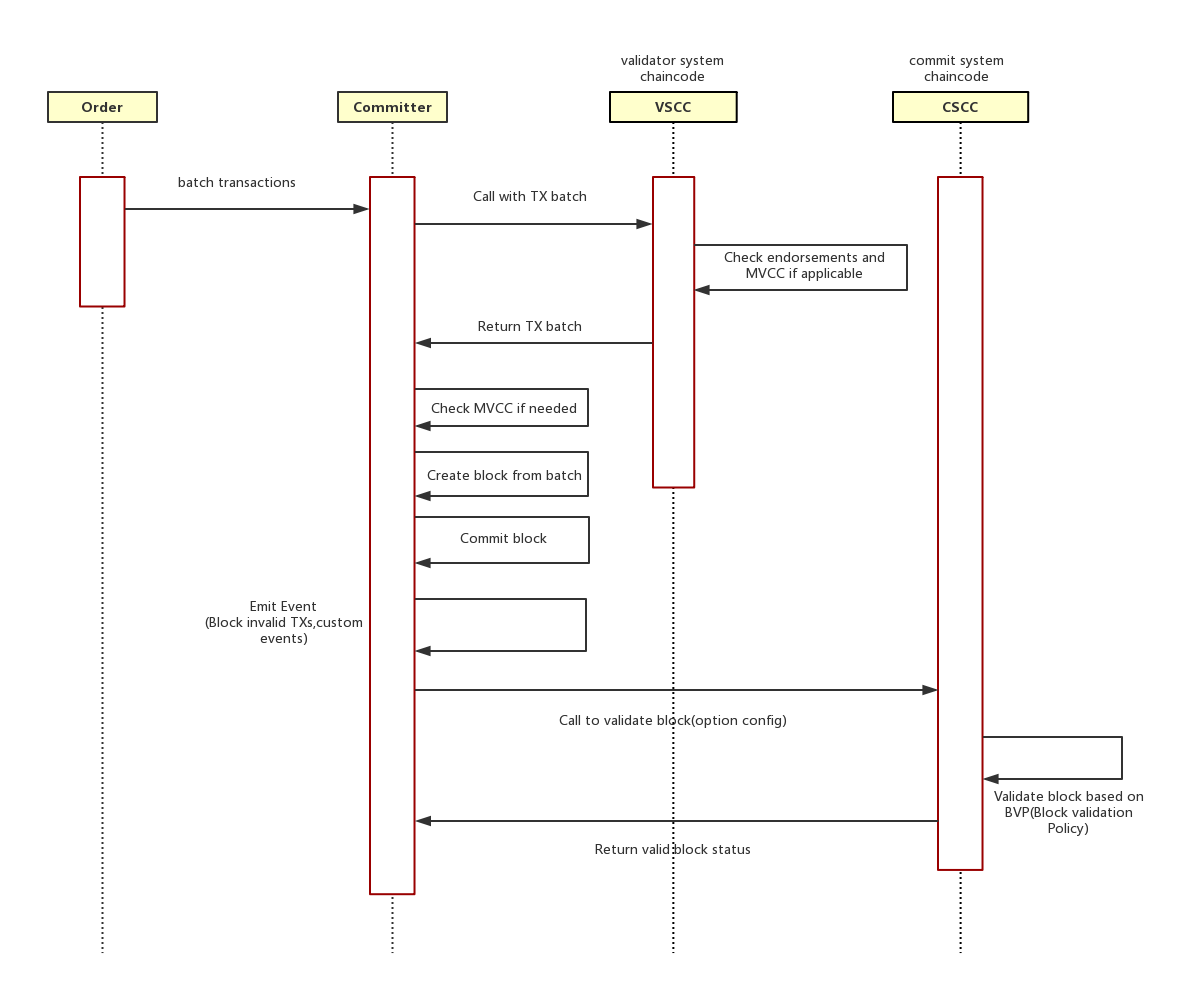 validator system
chaincode
commit system
chaincode
Order
Committer
VSCC
CSCC
batch transactions
Call with TX batch
Check endorsements and
MVCC if applicable
Return TX batch
Check MVCC if needed
Create block from batch
Commit block
Emit Event
(Block invalid TXs,custom
events)
Call to validate block(option config)
Validate block based on
BVP(Block validation
Policy)
Return valid block status